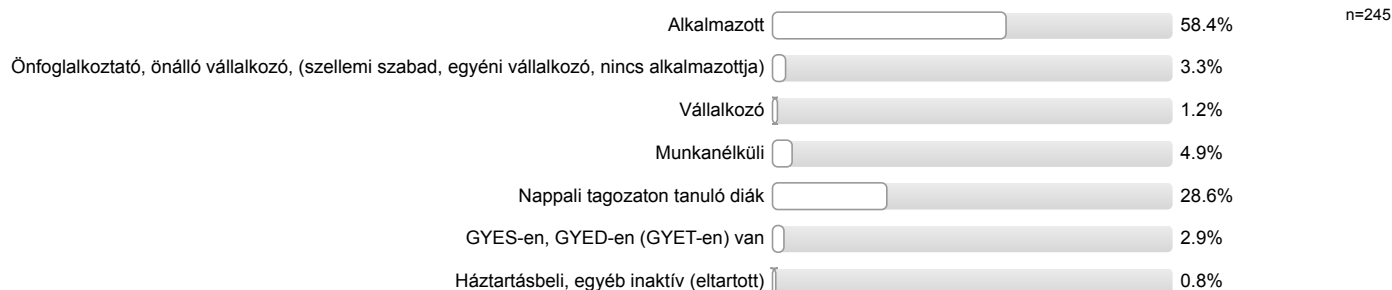 Alkalmazott 58.4% n=245
Önfoglalkoztató, önálló vállalkozó, (szellemi szabad, egyéni vállalkozó, nincs alkalmazottja) 3.3%
Vállalkozó 1.2%
Munkanélküli 4.9%
Nappali tagozaton tanuló diák 28.6%
GYES-en, GYED-en (GYET-en) van 2.9%
Háztartásbeli, egyéb inaktív (eltartott) 0.8%